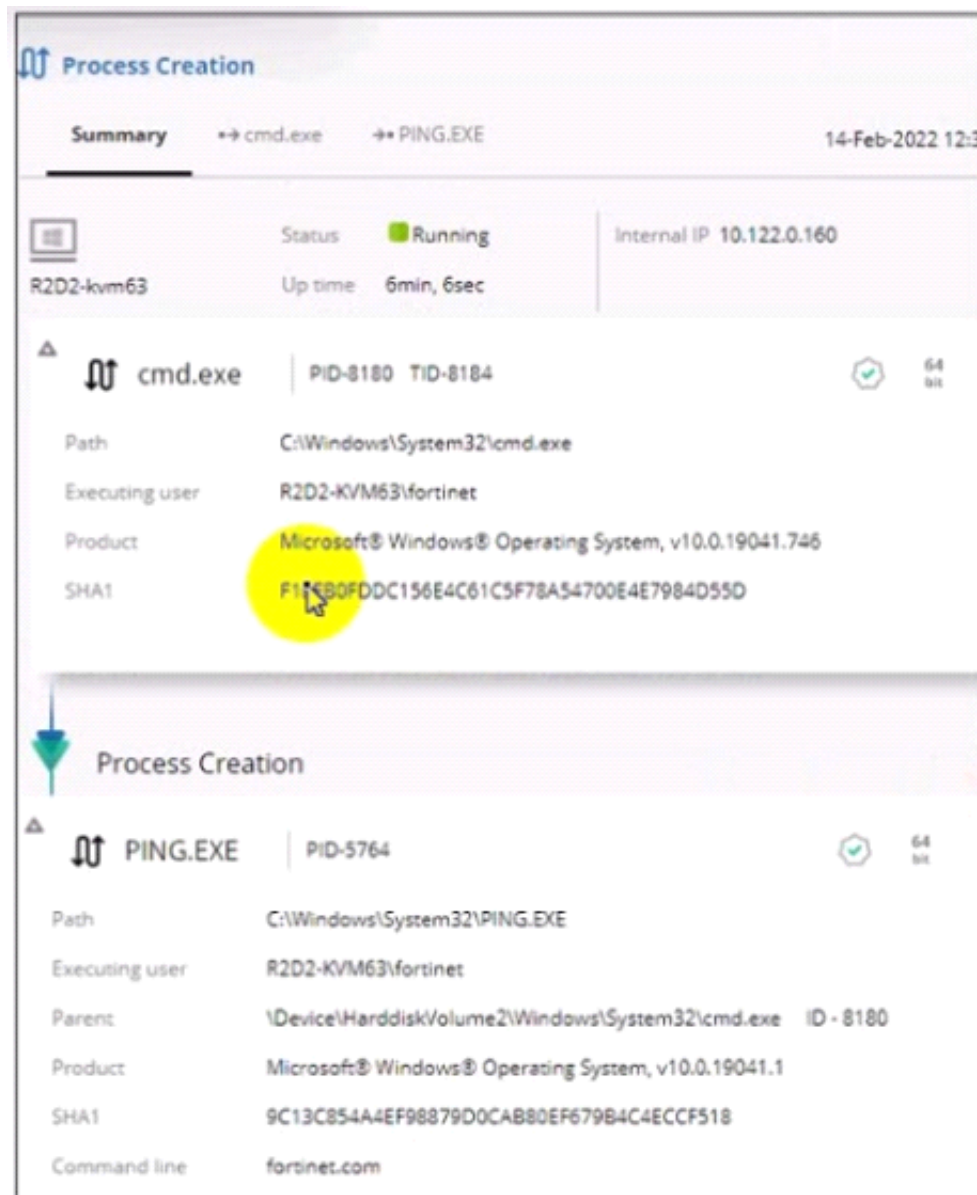 Process Creation
Summary cmd.exe PING.EXE 14-Feb-2022 12:3
Status Running Internal IP 10.122.0.160
R2D2-kvm63 Up time 6min, 6sec
cmd.exe PID-8180 TID-8184 64 bit
Path C:\Windows\System32\cmd.exe
Executing user R2D2-KVM63\fortinet
Product Microsoft® Windows® Operating System, v10.0.19041.746
SHA1
Process Creation
PING.EXE PID-5764 64 bit
Path C:\Windows\System32\PING.EXE
Executing user R2D2-KVM63\fortinet
Parent \Device\HarddiskVolume2\Windows\System32\cmd.exe ID - 8180
Product Microsoft® Windows® Operating System, v10.0.19041.1
SHA1 9C13C854A4EF98879D0CAB80EF679B4C4ECCF518
Command line fortinet.com